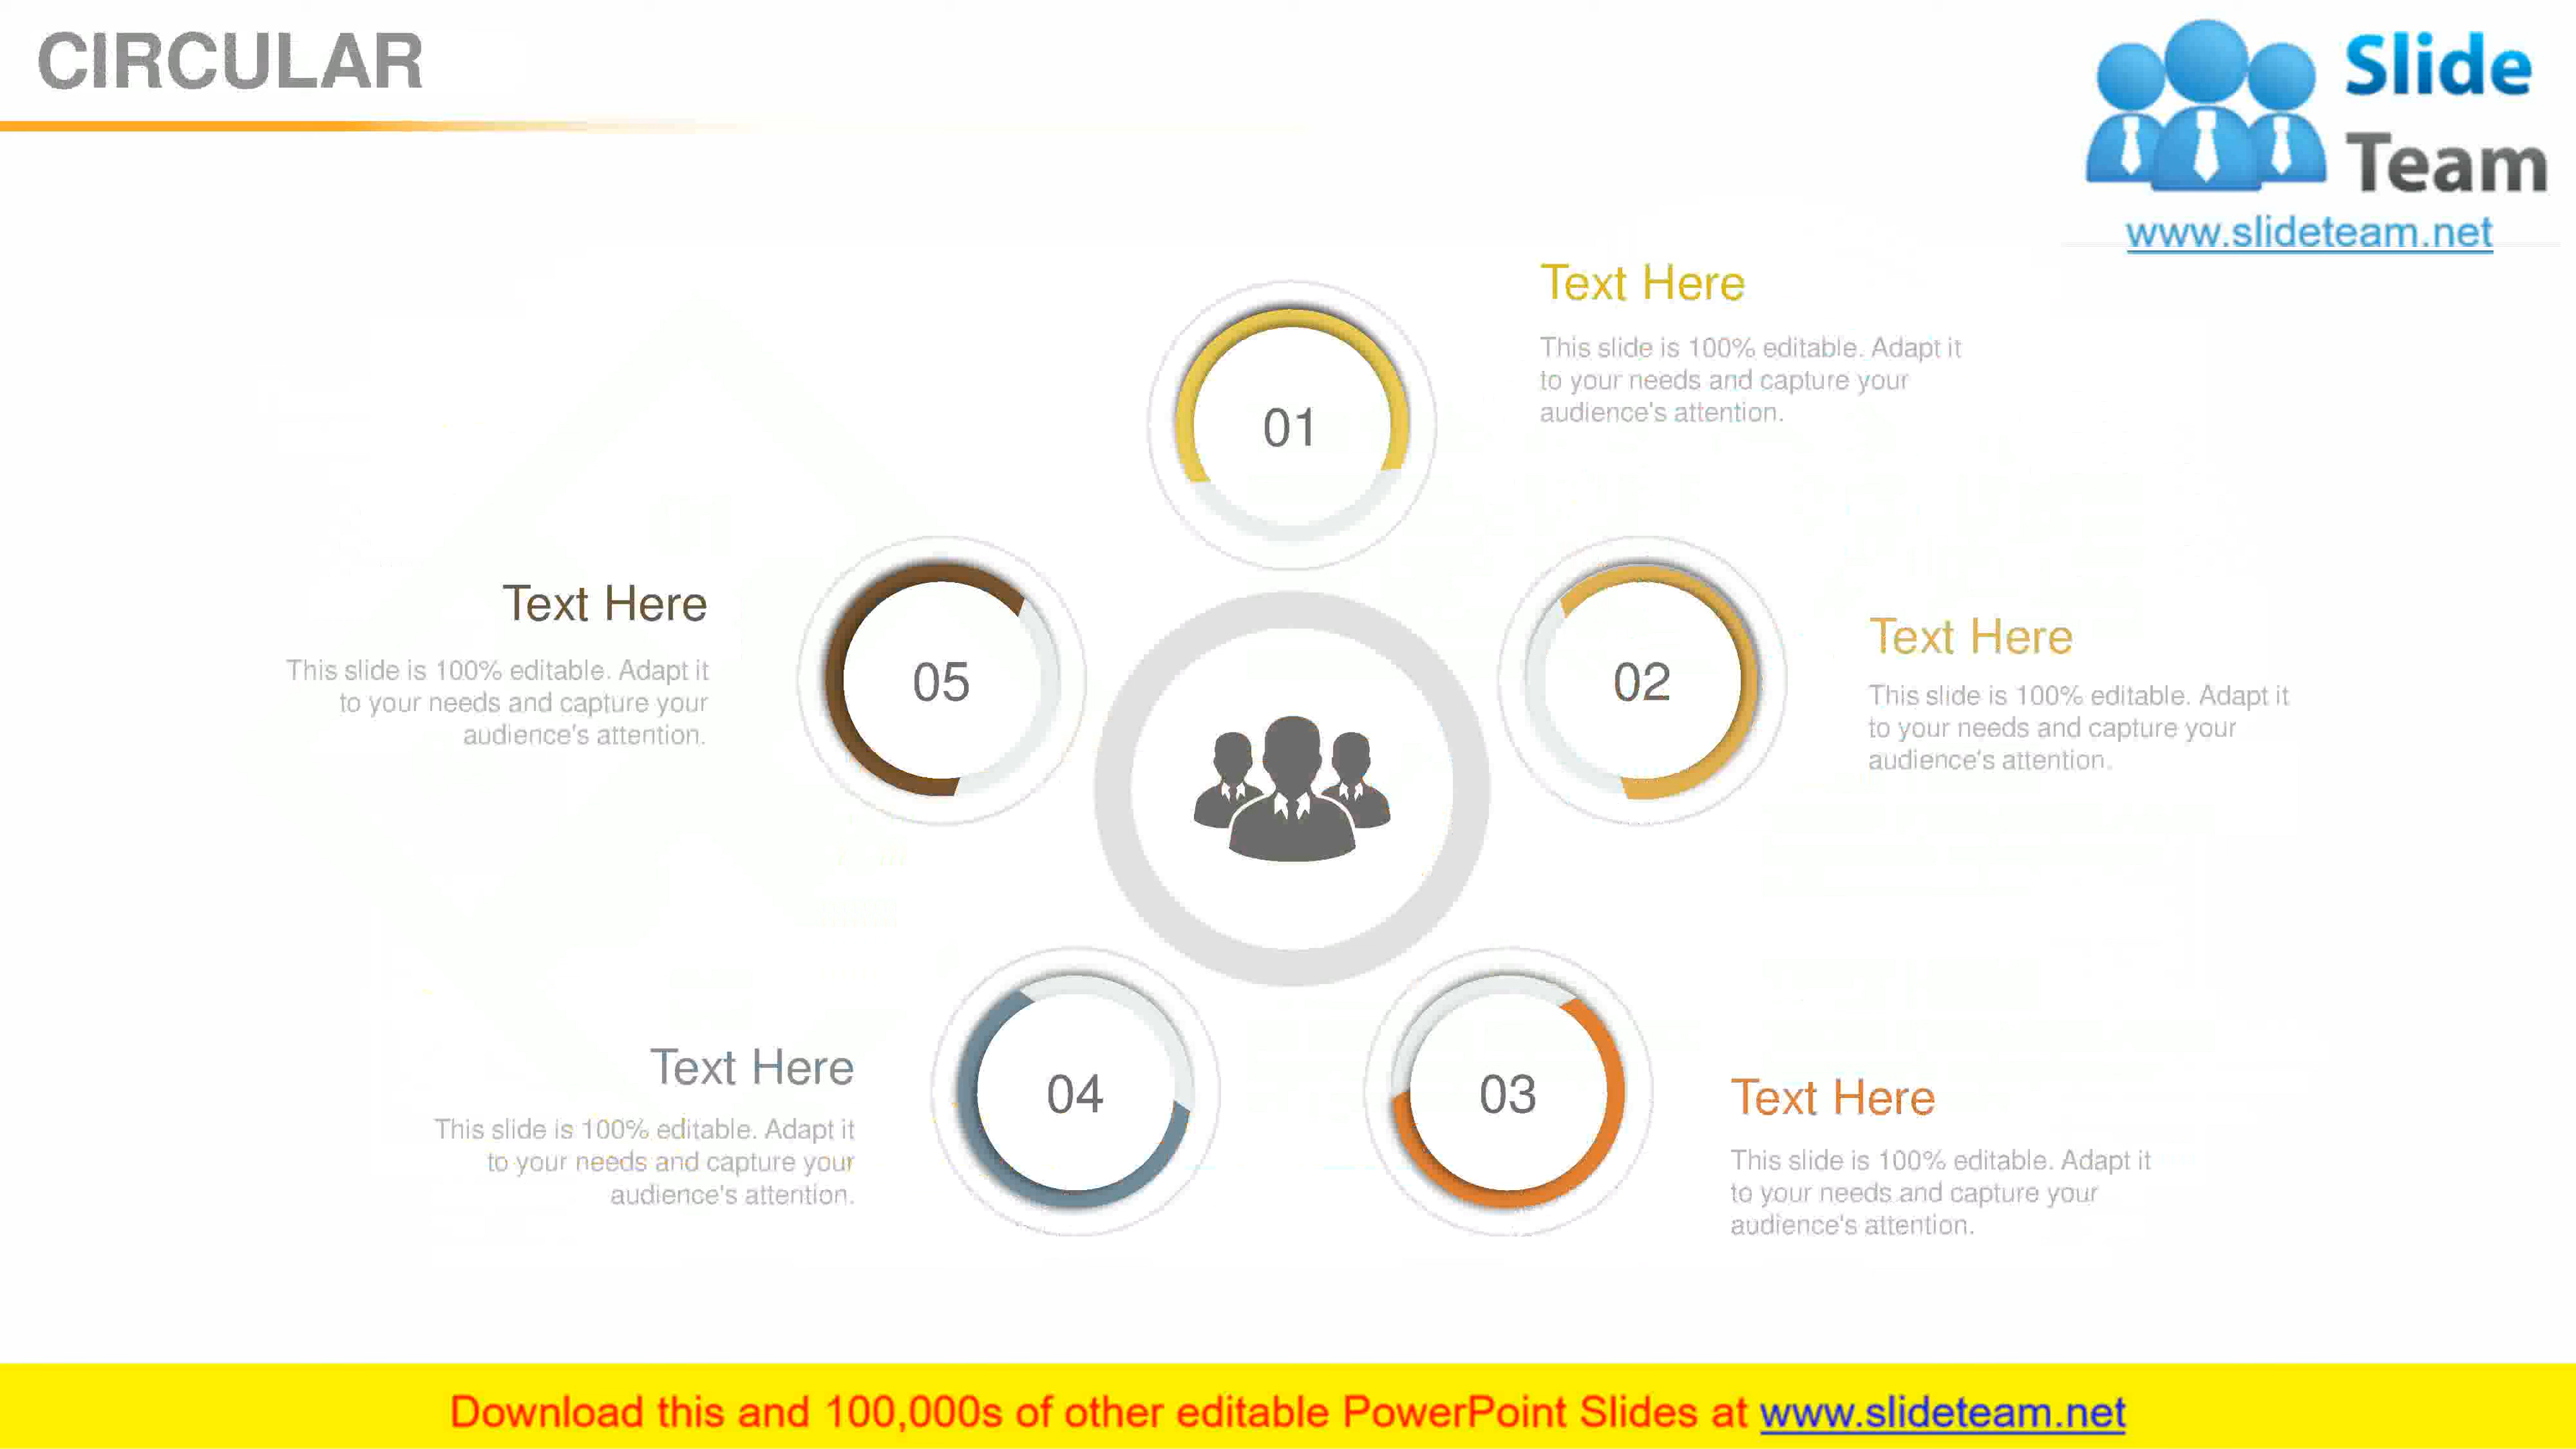 CIRCULAR
Slide
Team
www.slideteam.net
Text Here
This slide is 100% editable. Adapt it
to your needs and capture your
audience's attention.
01
Text Here
This slide is 100% editable. Adapt it
to your needs and capture your
audience's attention.
05
02
Text Here
This slide is 100% editable. Adapt it
to your needs and capture your
audience's attention.
Text Here
This slide is 100% editable. Adapt it
to your needs and capture your
audience's attention.
04
03
Text Here
This slide is 100% editable. Adapt it
to your needs and capture your
audience's attention.
Download this and 100,000s of other editable PowerPoint Slides at www.slideteam.net